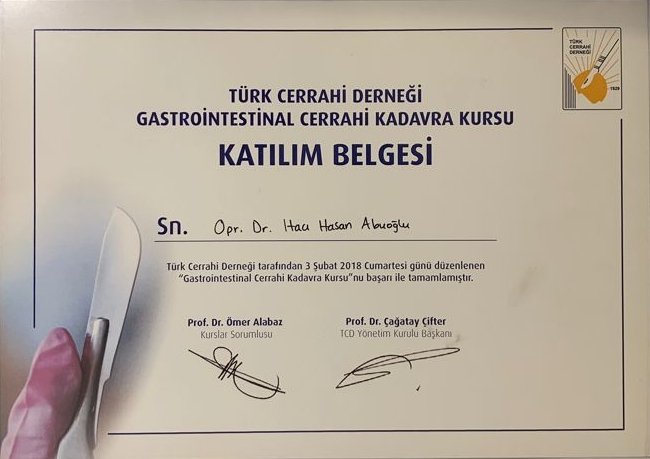 TÜRK
CERRAHİ
DERNEĞİ
1929
TÜRK CERRAHİ DERNEĞİ
GASTROİNTESTİNAL CERRAHİ KADAVRA KURSU
KATILIM BELGESİ
Sn. Opr. Dr. Hacı Hasan Abuoğlu
Türk Cerrahi Derneği tarafından 3 Şubat 2018 Cumartesi günü düzenlenen
“Gastrointestinal Cerrahi Kadavra Kursu”nu başarı ile tamamlamıştır.
Prof. Dr. Ömer Alabaz Prof. Dr. Çağatay Çifter
Kurslar Sorumlusu TCD Yönetim Kurulu Başkanı